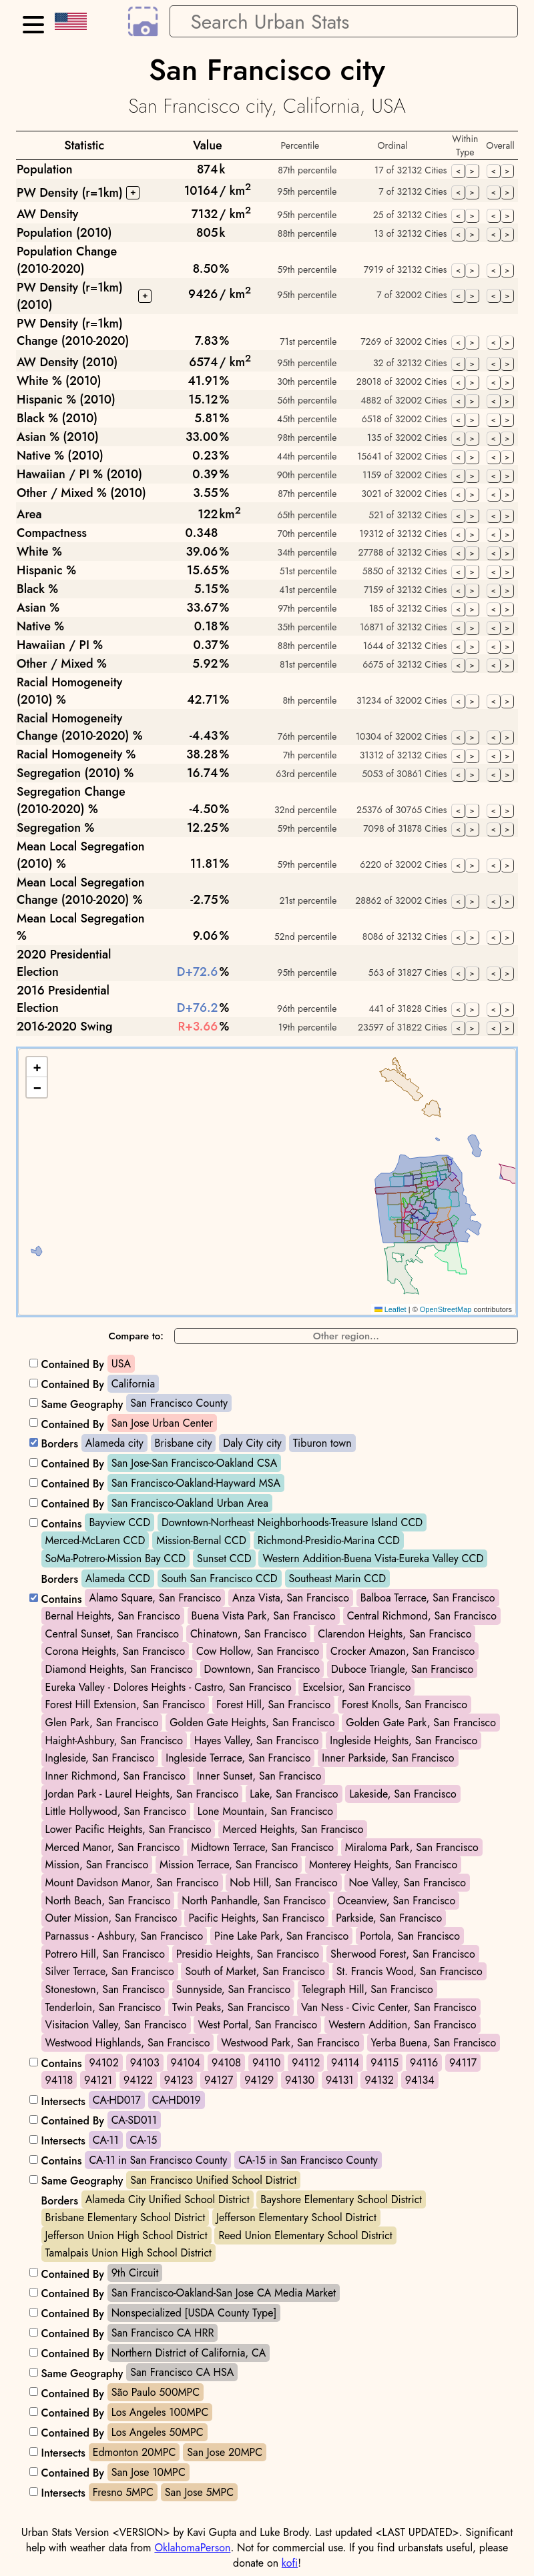 Search Urban Stats
San Francisco city
San Francisco city, California, USA
Statistic Value Percentile Ordinal Within Type Overall
Population 874 k 87th percentile 17 of 32132 Cities < > < >
PW Density (r=1km) + 10164 / km2 95th percentile 7 of 32132 Cities < > < >
AW Density 7132 / km2 95th percentile 25 of 32132 Cities < > < >
Population (2010) 805 k 88th percentile 13 of 32132 Cities < > < >
Population Change (2010-2020) 8.50 % 59th percentile 7919 of 32132 Cities < > < >
PW Density (r=1km) (2010) + 9426 / km2 95th percentile 7 of 32002 Cities < > < >
PW Density (r=1km) Change (2010-2020) 7.83 % 71st percentile 7269 of 32002 Cities < > < >
AW Density (2010) 6574 / km2 95th percentile 32 of 32132 Cities < > < >
White % (2010) 41.91 % 30th percentile 28018 of 32002 Cities < > < >
Hispanic % (2010) 15.12 % 56th percentile 4882 of 32002 Cities < > < >
Black % (2010) 5.81 % 45th percentile 6518 of 32002 Cities < > < >
Asian % (2010) 33.00 % 98th percentile 135 of 32002 Cities < > < >
Native % (2010) 0.23 % 44th percentile 15641 of 32002 Cities < > < >
Hawaiian / PI % (2010) 0.39 % 90th percentile 1159 of 32002 Cities < > < >
Other / Mixed % (2010) 3.55 % 87th percentile 3021 of 32002 Cities < > < >
Area 122 km2 65th percentile 521 of 32132 Cities < > < >
Compactness 0.348 70th percentile 19312 of 32132 Cities < > < >
White % 39.06 % 34th percentile 27788 of 32132 Cities < > < >
Hispanic % 15.65 % 51st percentile 5850 of 32132 Cities < > < >
Black % 5.15 % 41st percentile 7159 of 32132 Cities < > < >
Asian % 33.67 % 97th percentile 185 of 32132 Cities < > < >
Native % 0.18 % 35th percentile 16871 of 32132 Cities < > < >
Hawaiian / PI % 0.37 % 88th percentile 1644 of 32132 Cities < > < >
Other / Mixed % 5.92 % 81st percentile 6675 of 32132 Cities < > < >
Racial Homogeneity (2010) % 42.71 % 8th percentile 31234 of 32002 Cities < > < >
Racial Homogeneity Change (2010-2020) % -4.43 % 76th percentile 10304 of 32002 Cities < > < >
Racial Homogeneity % 38.28 % 7th percentile 31312 of 32132 Cities < > < >
Segregation (2010) % 16.74 % 63rd percentile 5053 of 30861 Cities < > < >
Segregation Change (2010-2020) % -4.50 % 32nd percentile 25376 of 30765 Cities < > < >
Segregation % 12.25 % 59th percentile 7098 of 31878 Cities < > < >
Mean Local Segregation (2010) % 11.81 % 59th percentile 6220 of 32002 Cities < > < >
Mean Local Segregation Change (2010-2020) % -2.75 % 21st percentile 28862 of 32002 Cities < > < >
Mean Local Segregation % 9.06 % 52nd percentile 8086 of 32132 Cities < > < >
2020 Presidential Election D+72.6 % 95th percentile 563 of 31827 Cities < > < >
2016 Presidential Election D+76.2 % 96th percentile 441 of 31828 Cities < > < >
2016-2020 Swing R+3.66 % 19th percentile 23597 of 31822 Cities < > < >
+
−
Leaflet | © OpenStreetMap contributors
Compare to: Other region...
Contained By USA
Contained By California
Same Geography San Francisco County
Contained By San Jose Urban Center
Borders Alameda city Brisbane city Daly City city Tiburon town
Contained By San Jose-San Francisco-Oakland CSA
Contained By San Francisco-Oakland-Hayward MSA
Contained By San Francisco-Oakland Urban Area
Contains Bayview CCD Downtown-Northeast Neighborhoods-Treasure Island CCD
Merced-McLaren CCD Mission-Bernal CCD Richmond-Presidio-Marina CCD
SoMa-Potrero-Mission Bay CCD Sunset CCD Western Addition-Buena Vista-Eureka Valley CCD
Borders Alameda CCD South San Francisco CCD Southeast Marin CCD
Contains Alamo Square, San Francisco Anza Vista, San Francisco Balboa Terrace, San Francisco
Bernal Heights, San Francisco Buena Vista Park, San Francisco Central Richmond, San Francisco
Central Sunset, San Francisco Chinatown, San Francisco Clarendon Heights, San Francisco
Corona Heights, San Francisco Cow Hollow, San Francisco Crocker Amazon, San Francisco
Diamond Heights, San Francisco Downtown, San Francisco Duboce Triangle, San Francisco
Eureka Valley - Dolores Heights - Castro, San Francisco Excelsior, San Francisco
Forest Hill Extension, San Francisco Forest Hill, San Francisco Forest Knolls, San Francisco
Glen Park, San Francisco Golden Gate Heights, San Francisco Golden Gate Park, San Francisco
Haight-Ashbury, San Francisco Hayes Valley, San Francisco Ingleside Heights, San Francisco
Ingleside, San Francisco Ingleside Terrace, San Francisco Inner Parkside, San Francisco
Inner Richmond, San Francisco Inner Sunset, San Francisco
Jordan Park - Laurel Heights, San Francisco Lake, San Francisco Lakeside, San Francisco
Little Hollywood, San Francisco Lone Mountain, San Francisco
Lower Pacific Heights, San Francisco Merced Heights, San Francisco
Merced Manor, San Francisco Midtown Terrace, San Francisco Miraloma Park, San Francisco
Mission, San Francisco Mission Terrace, San Francisco Monterey Heights, San Francisco
Mount Davidson Manor, San Francisco Nob Hill, San Francisco Noe Valley, San Francisco
North Beach, San Francisco North Panhandle, San Francisco Oceanview, San Francisco
Outer Mission, San Francisco Pacific Heights, San Francisco Parkside, San Francisco
Parnassus - Ashbury, San Francisco Pine Lake Park, San Francisco Portola, San Francisco
Potrero Hill, San Francisco Presidio Heights, San Francisco Sherwood Forest, San Francisco
Silver Terrace, San Francisco South of Market, San Francisco St. Francis Wood, San Francisco
Stonestown, San Francisco Sunnyside, San Francisco Telegraph Hill, San Francisco
Tenderloin, San Francisco Twin Peaks, San Francisco Van Ness - Civic Center, San Francisco
Visitacion Valley, San Francisco West Portal, San Francisco Western Addition, San Francisco
Westwood Highlands, San Francisco Westwood Park, San Francisco Yerba Buena, San Francisco
Contains 94102 94103 94104 94108 94110 94112 94114 94115 94116 94117
94118 94121 94122 94123 94127 94129 94130 94131 94132 94134
Intersects CA-HD017 CA-HD019
Contained By CA-SD011
Intersects CA-11 CA-15
Contains CA-11 in San Francisco County CA-15 in San Francisco County
Same Geography San Francisco Unified School District
Borders Alameda City Unified School District Bayshore Elementary School District
Brisbane Elementary School District Jefferson Elementary School District
Jefferson Union High School District Reed Union Elementary School District
Tamalpais Union High School District
Contained By 9th Circuit
Contained By San Francisco-Oakland-San Jose CA Media Market
Contained By Nonspecialized [USDA County Type]
Contained By San Francisco CA HRR
Contained By Northern District of California, CA
Same Geography San Francisco CA HSA
Contained By São Paulo 500MPC
Contained By Los Angeles 100MPC
Contained By Los Angeles 50MPC
Intersects Edmonton 20MPC San Jose 20MPC
Contained By San Jose 10MPC
Intersects Fresno 5MPC San Jose 5MPC
Urban Stats Version <VERSION> by Kavi Gupta and Luke Brody. Last updated <LAST UPDATED>. Significant
help with weather data from OklahomaPerson. Not for commercial use. If you find urbanstats useful, please
donate on kofi!